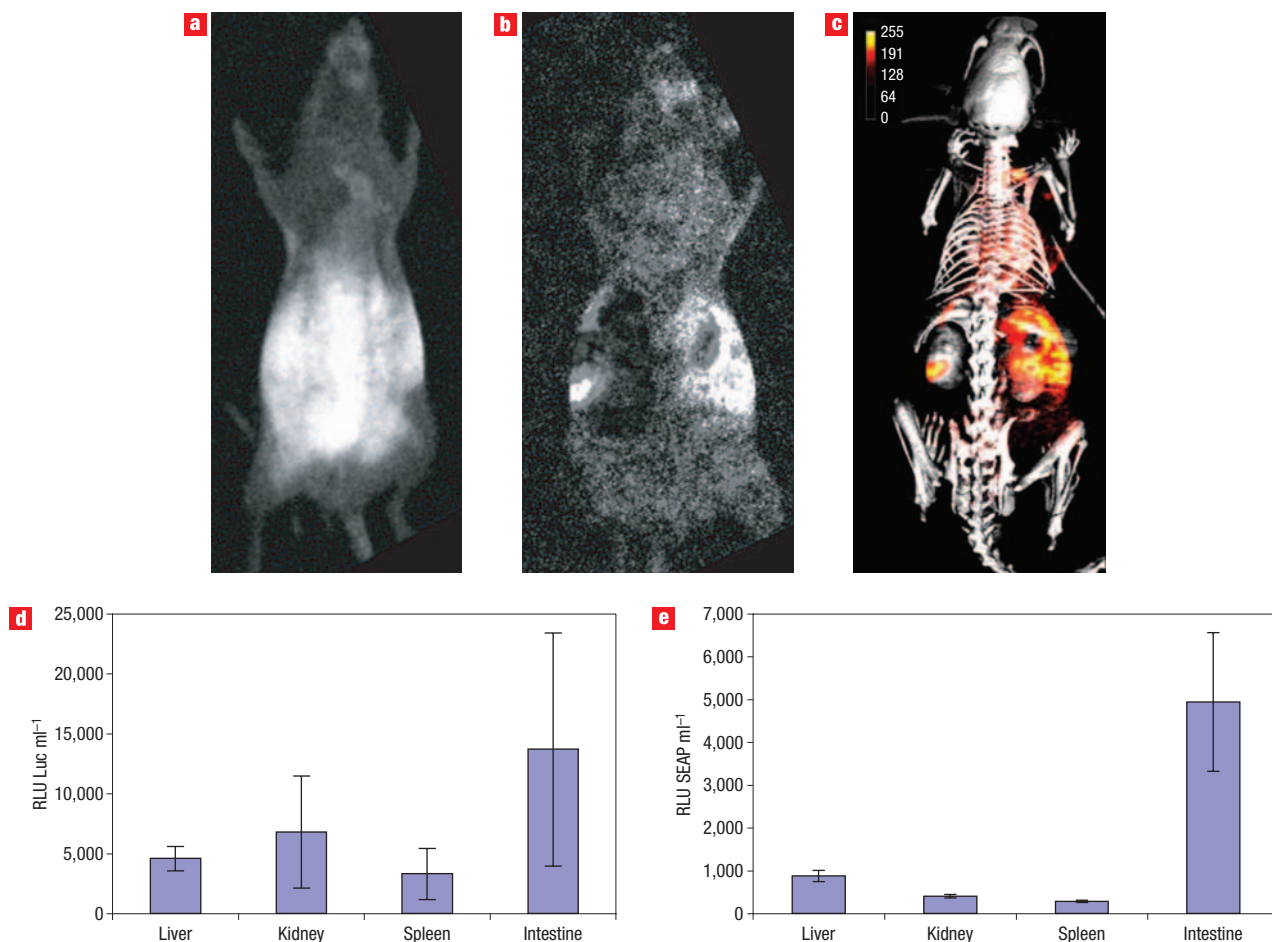 a
b
c
255
191
128
64
0
d
25,000
20,000
15,000
10,000
5,000
0
RLU Luc ml⁻¹
Liver Kidney Spleen Intestine
e
7,000
6,000
5,000
4,000
3,000
2,000
1,000
0
RLU SEAP ml⁻¹
Liver Kidney Spleen Intestine